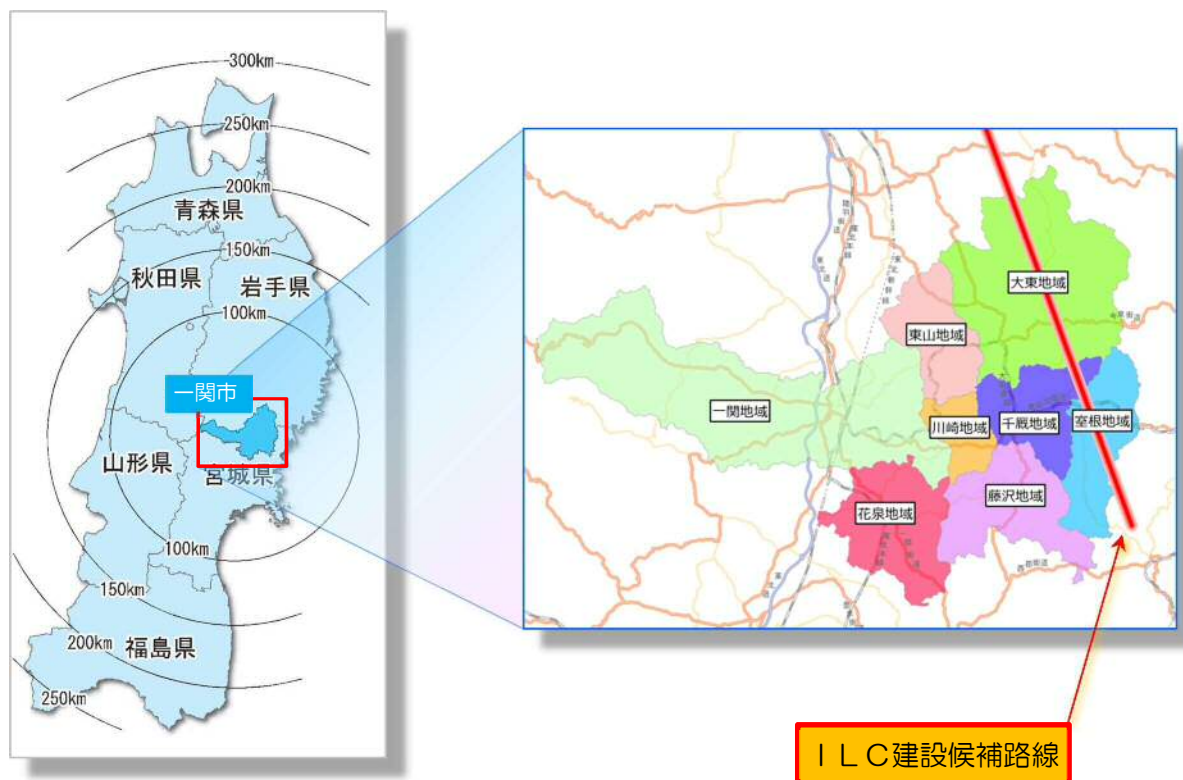 300km
250km
200km
青森県
150km
秋田県
岩手県
100km
一関市
山形県
宮城県
100km
150km
200km
福島県
250km
大東地域
東山地域
一関地域
川崎地域
千厩地域
室根地域
藤沢地域
花泉地域
ＩＬＣ建設候補路線